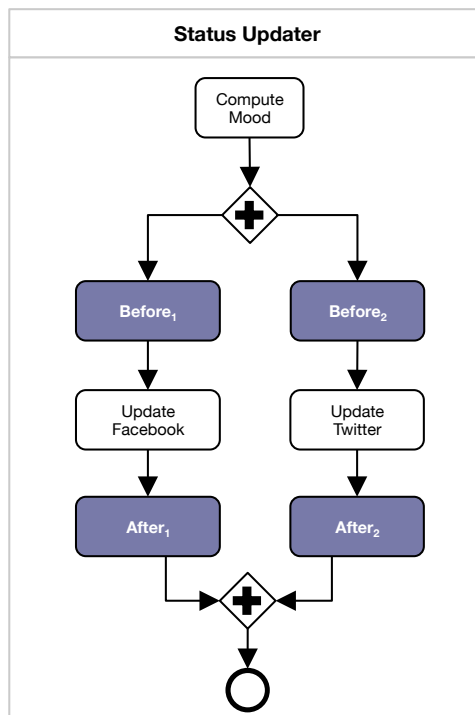 Status Updater
Compute
Mood
Before₁
Before₂
Update
Facebook
Update
Twitter
After₁
After₂